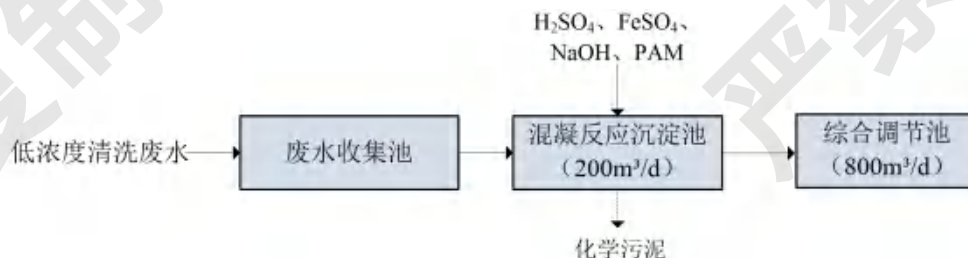 H₂SO₄、FeSO₄、
NaOH、PAM
低浓度清洗废水
废水收集池
混凝反应沉淀池
（200m³/d）
综合调节池
（800m³/d）
化学污泥